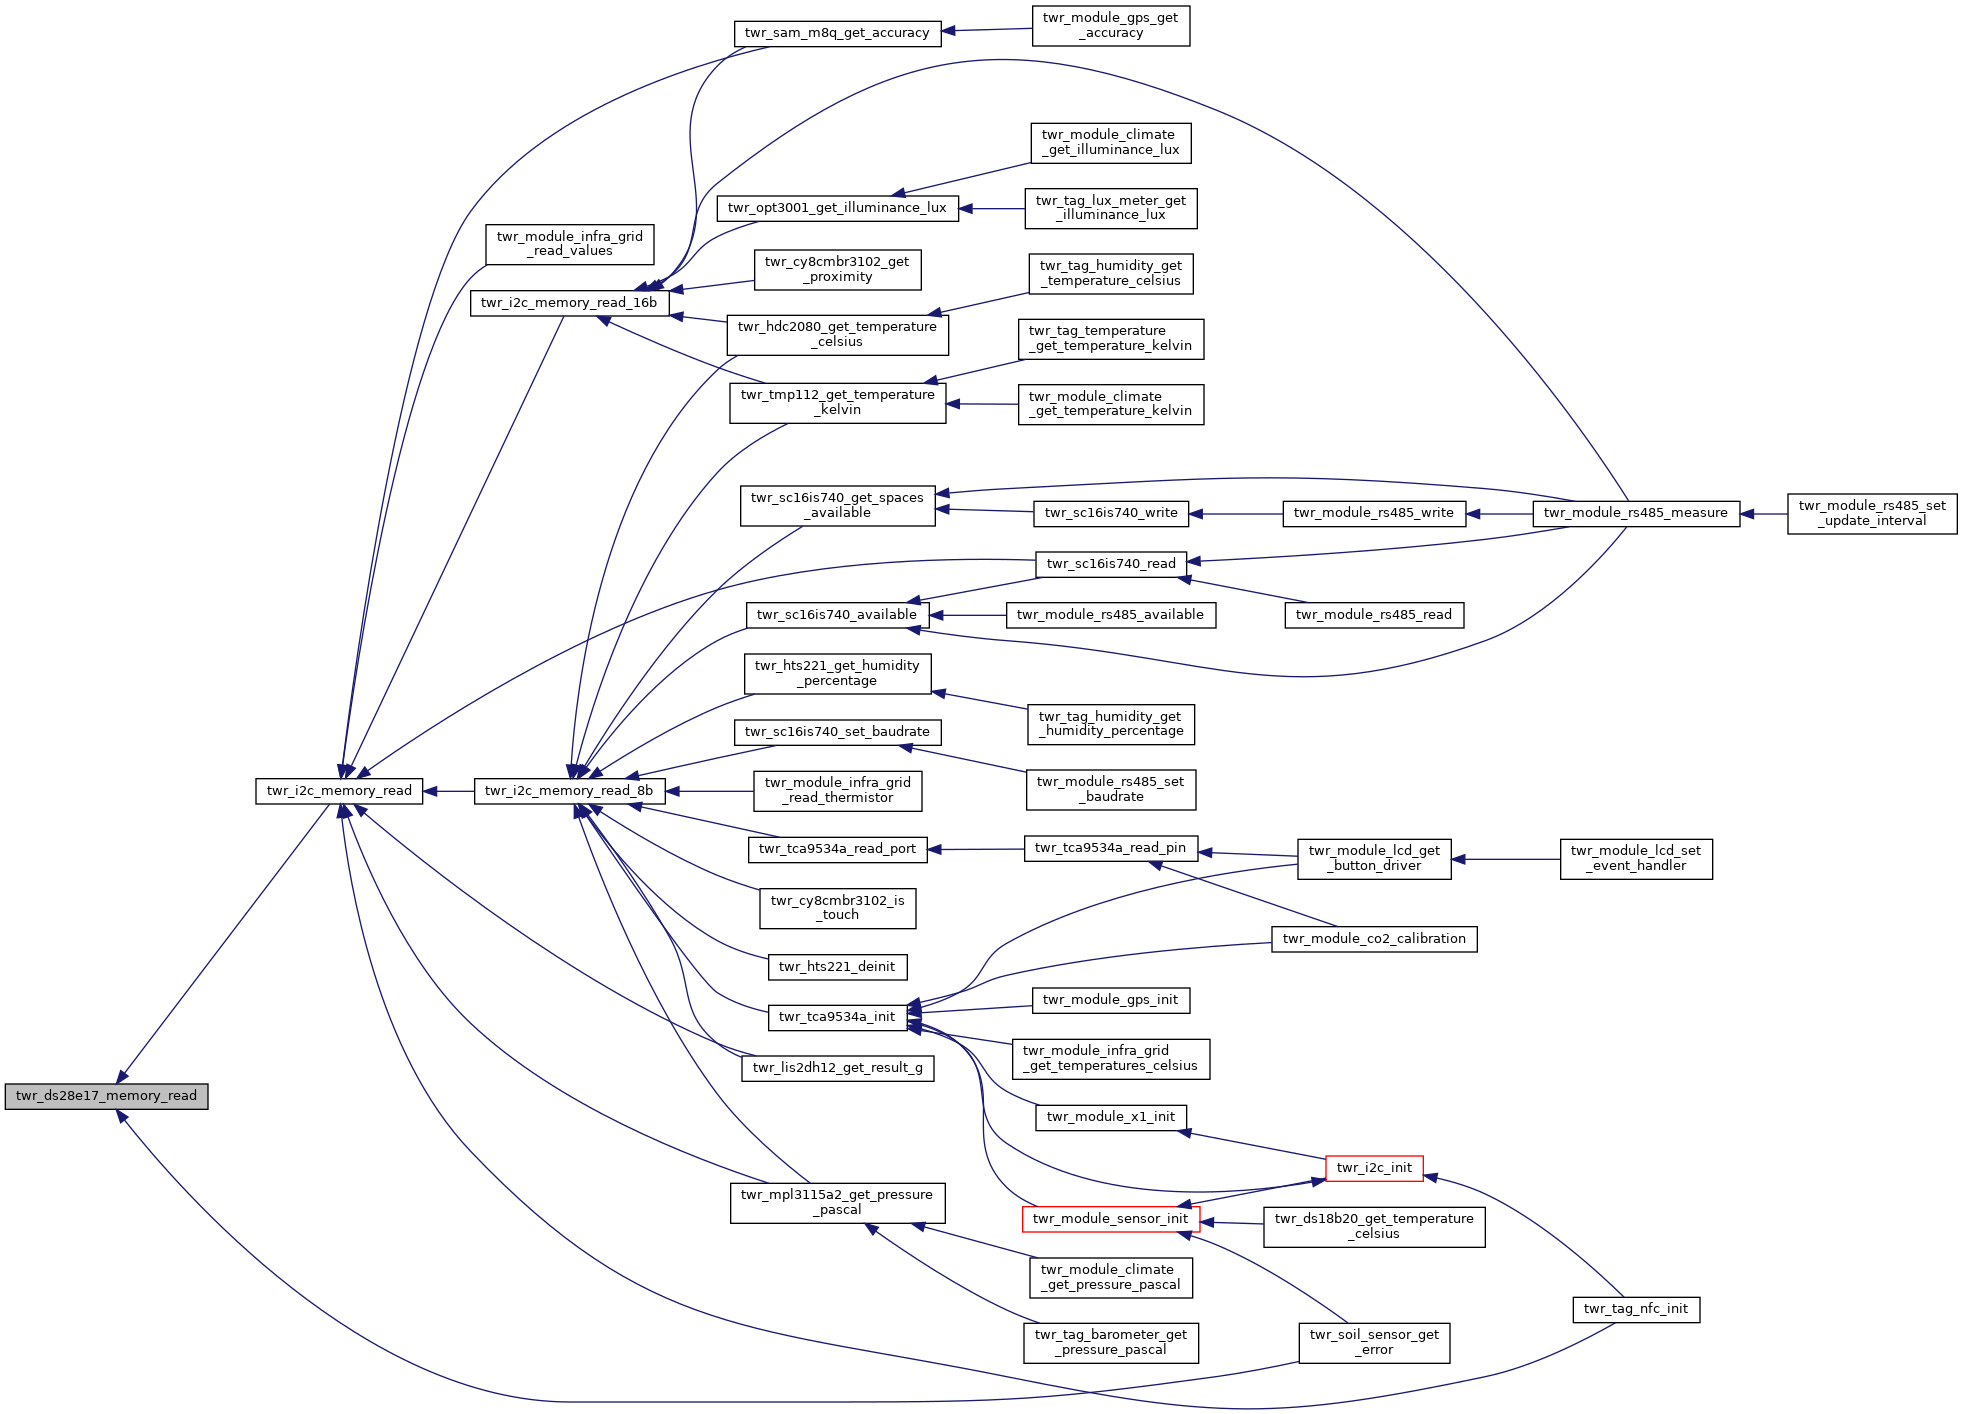 twr_ds28e17_memory_read
twr_i2c_memory_read
twr_module_infra_grid
_read_values
twr_i2c_memory_read_16b
twr_i2c_memory_read_8b
twr_sam_m8q_get_accuracy
twr_opt3001_get_illuminance_lux
twr_cy8cmbr3102_get
_proximity
twr_hdc2080_get_temperature
_celsius
twr_tmp112_get_temperature
_kelvin
twr_sc16is740_get_spaces
_available
twr_sc16is740_available
twr_hts221_get_humidity
_percentage
twr_sc16is740_set_baudrate
twr_module_infra_grid
_read_thermistor
twr_tca9534a_read_port
twr_cy8cmbr3102_is
_touch
twr_hts221_deinit
twr_tca9534a_init
twr_lis2dh12_get_result_g
twr_mpl3115a2_get_pressure
_pascal
twr_module_gps_get
_accuracy
twr_module_climate
_get_illuminance_lux
twr_tag_lux_meter_get
_illuminance_lux
twr_tag_humidity_get
_temperature_celsius
twr_tag_temperature
_get_temperature_kelvin
twr_module_climate
_get_temperature_kelvin
twr_sc16is740_write
twr_sc16is740_read
twr_module_rs485_available
twr_tag_humidity_get
_humidity_percentage
twr_module_rs485_set
_baudrate
twr_tca9534a_read_pin
twr_module_gps_init
twr_module_infra_grid
_get_temperatures_celsius
twr_module_x1_init
twr_module_sensor_init
twr_module_climate
_get_pressure_pascal
twr_tag_barometer_get
_pressure_pascal
twr_module_rs485_write
twr_module_rs485_read
twr_module_lcd_get
_button_driver
twr_module_co2_calibration
twr_i2c_init
twr_ds18b20_get_temperature
_celsius
twr_soil_sensor_get
_error
twr_module_rs485_measure
twr_module_lcd_set
_event_handler
twr_tag_nfc_init
twr_module_rs485_set
_update_interval